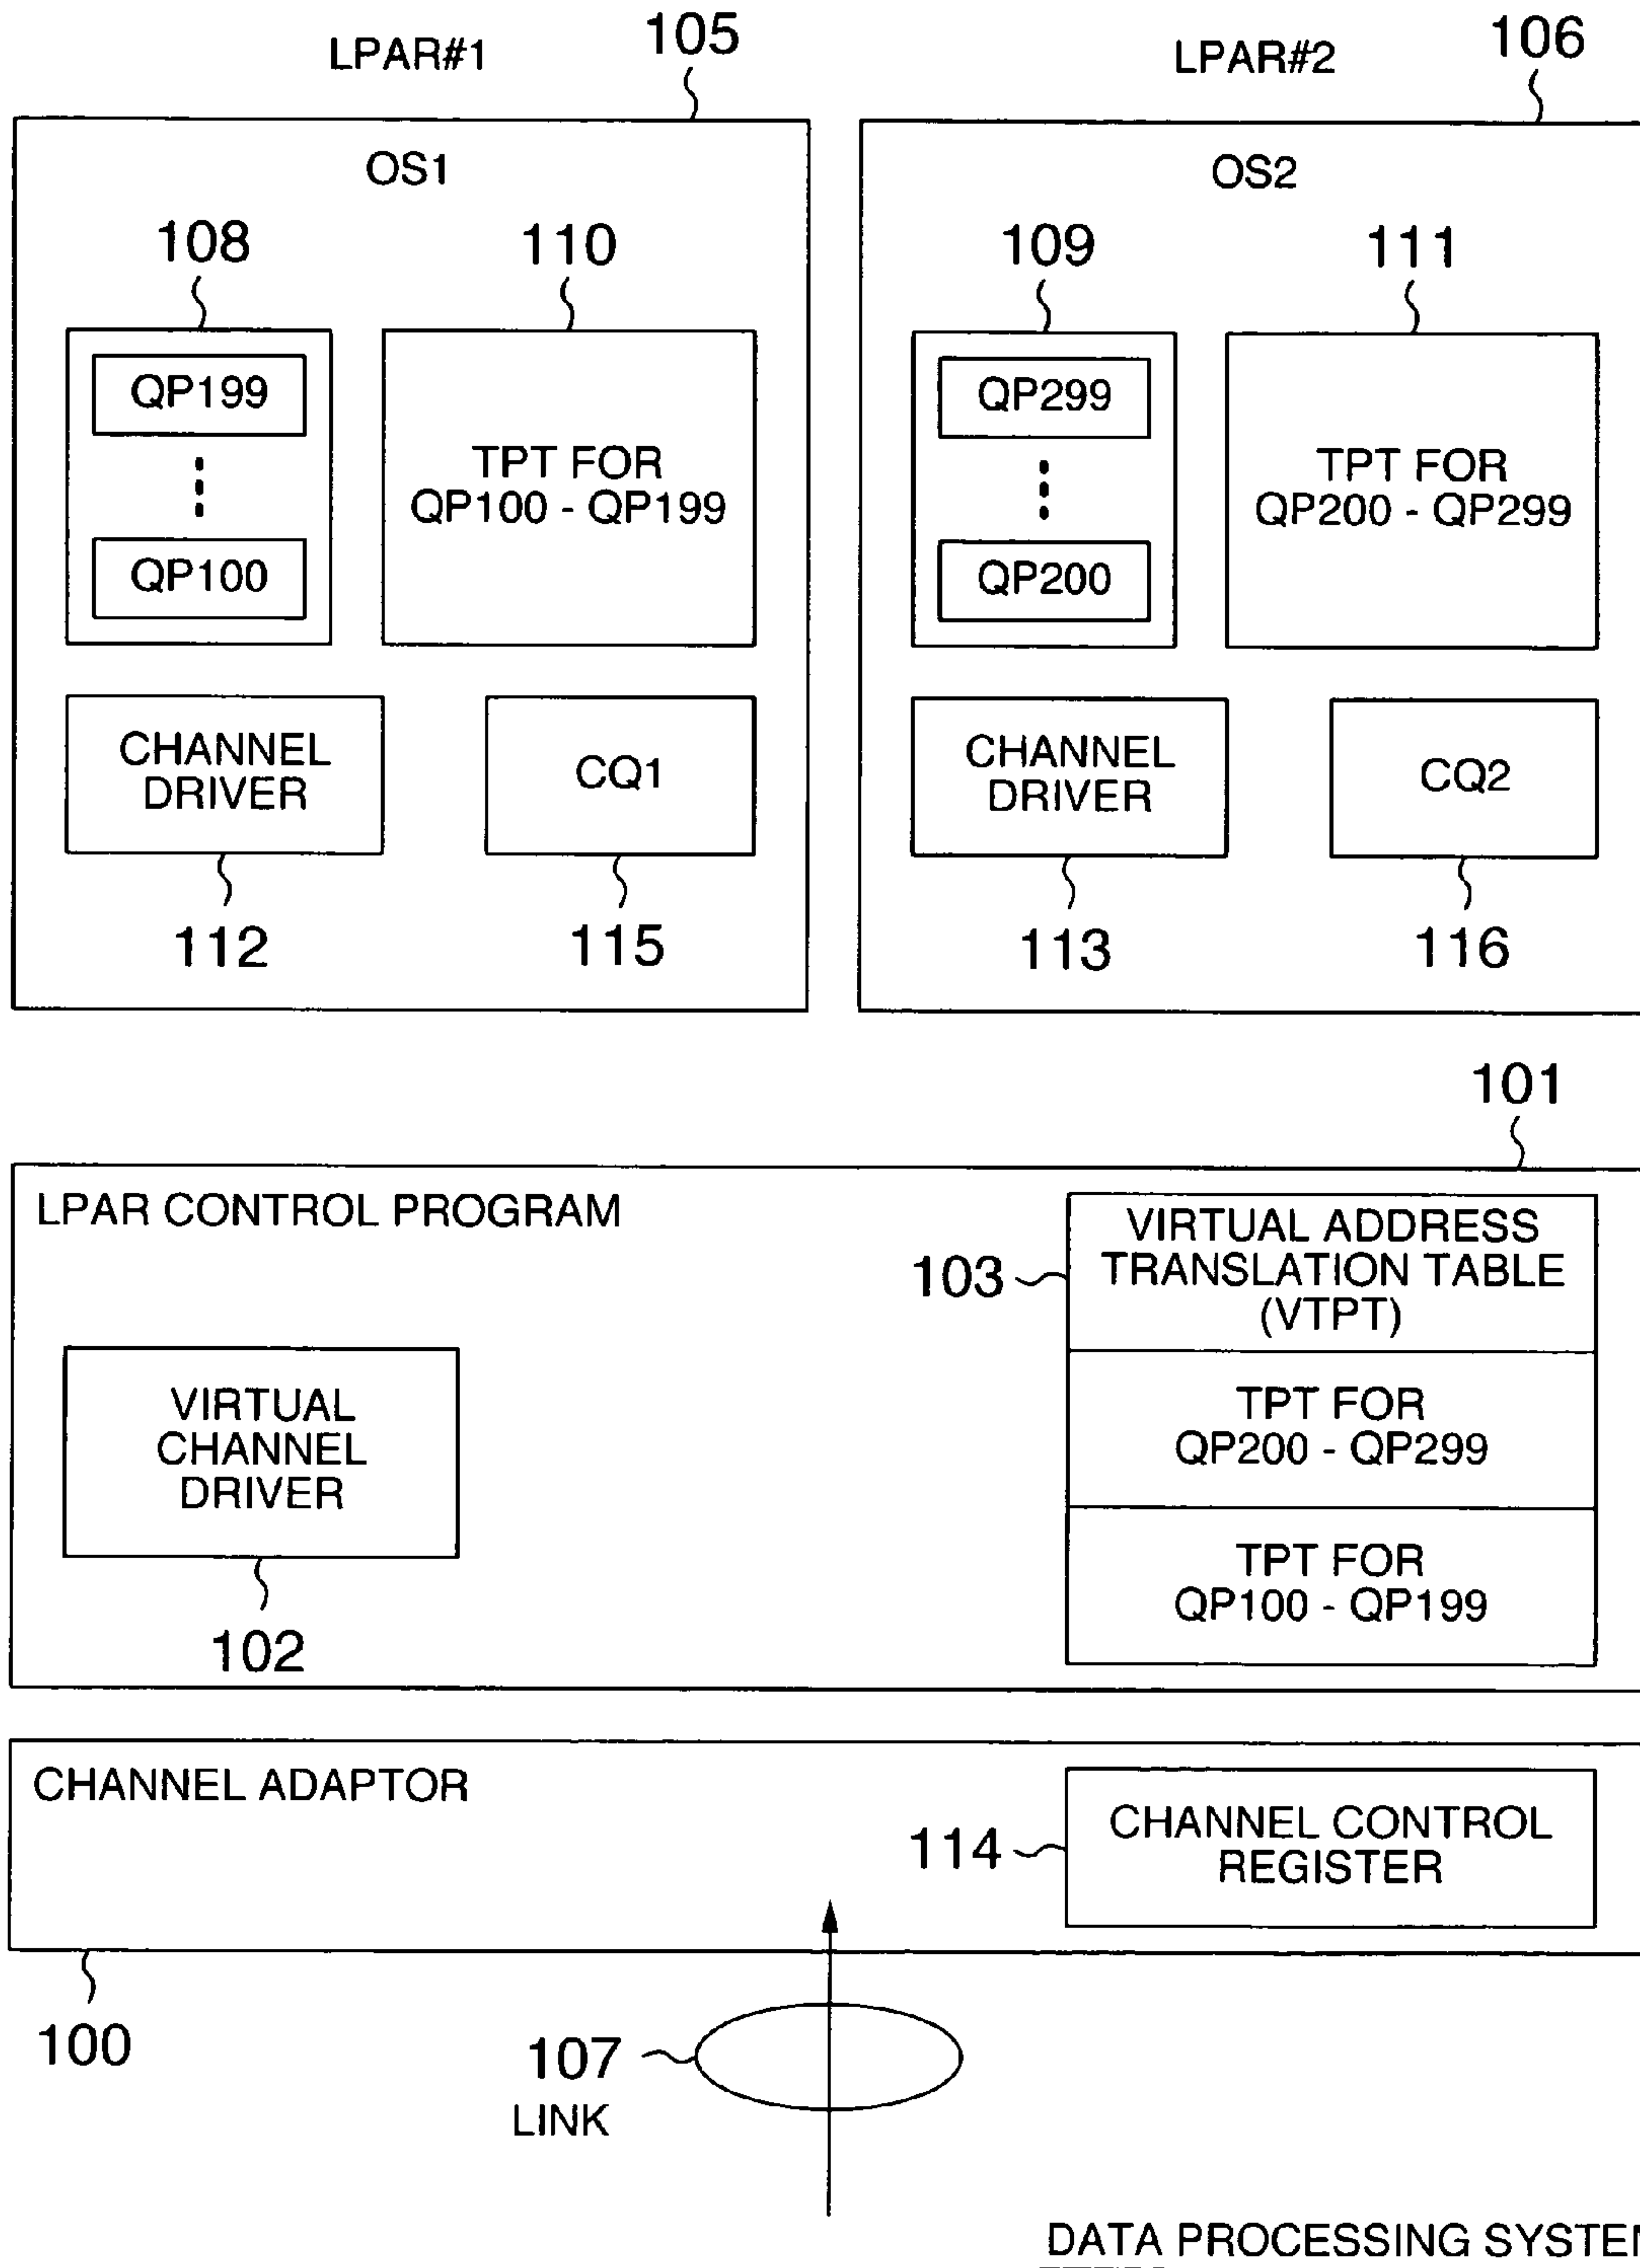 LPAR#1
105
LPAR#2
106
OS1
OS2
108
110
109
111
QP199
QP100
TPT FOR
QP100 - QP199
QP299
QP200
TPT FOR
QP200 - QP299
CHANNEL
DRIVER
CQ1
CHANNEL
DRIVER
CQ2
112
115
113
116
101
LPAR CONTROL PROGRAM
103
VIRTUAL ADDRESS
TRANSLATION TABLE
(VTPT)
VIRTUAL
CHANNEL
DRIVER
TPT FOR
QP200 - QP299
TPT FOR
QP100 - QP199
102
CHANNEL ADAPTOR
114
CHANNEL CONTROL
REGISTER
100
107
LINK
DATA PROCESSING